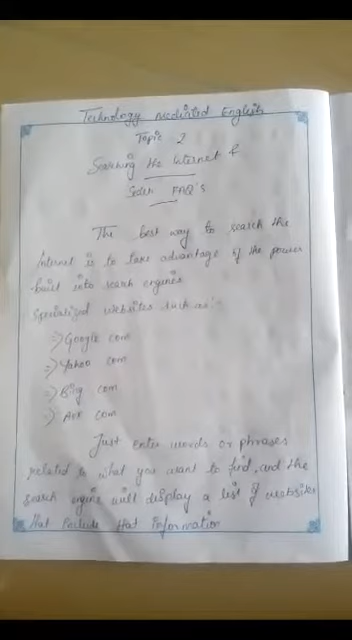 Technology mediated English
Topic 2
Searching the Internet &
FAQ's
The best way to search the
Internet is to take advantage of the power
built into search engines
Specialized websites such as:-
=> Google com
=> Yahoo com
=> Big com
=> Ask com
Just enter words or phrases
related to what you want to find, and the
search engine will display a list of websites
that include that information